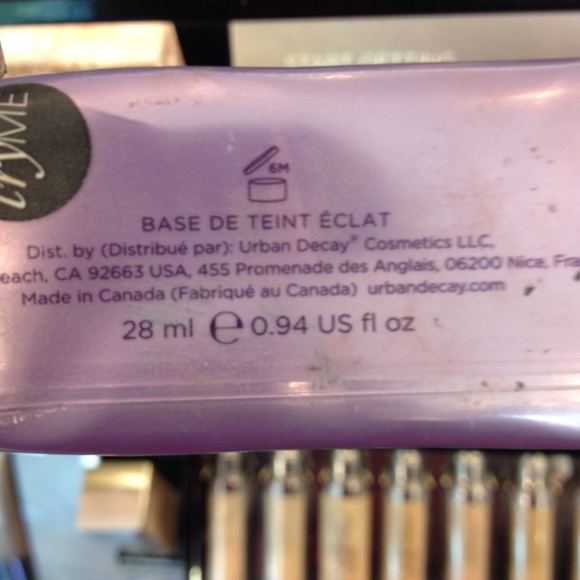 tryME
6M
BASE DE TEINT ÉCLAT
Dist. by (Distribué par): Urban Decay® Cosmetics LLC,
each, CA 92663 USA, 455 Promenade des Anglais, 06200 Nice, Fra
Made in Canada (Fabriqué au Canada) urbandecay.com
28 ml ℮ 0.94 US fl oz